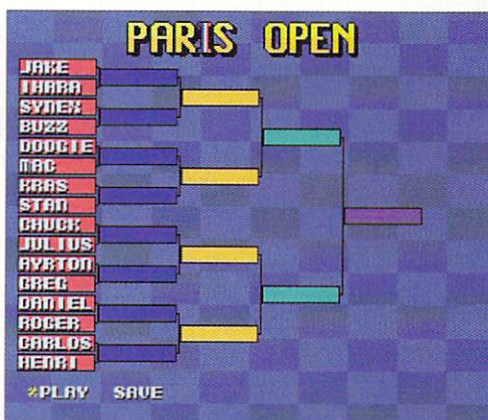 PARIS OPEN
JAKE
IHARA
SYDEX
BUZZ
DOOGIE
MAC
KRAS
STAN
CHUCK
JULIUS
AYRTON
GREG
DANIEL
ROGER
CARLOS
HENRI
*PLAY SAVE